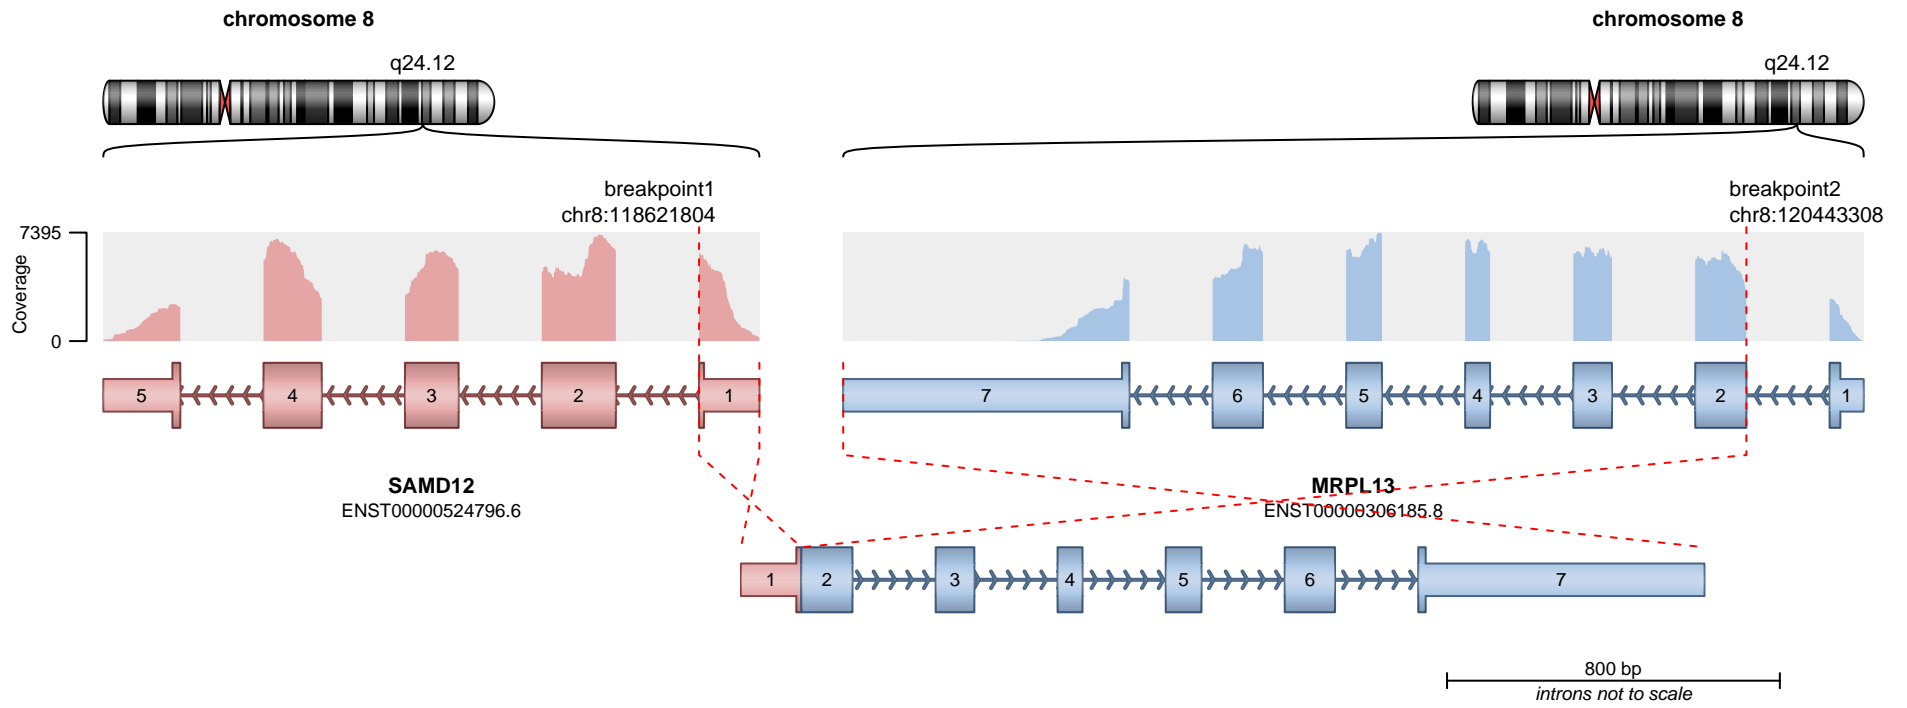 chromosome 8
chromosome 8
q24.12
q24.12
breakpoint1
chr8:118621804
breakpoint2
chr8:120443308
7395
Coverage
0
5 4 3 2 1
7 6 5 4 3 2 1
SAMD12
ENST00000524796.6
MRPL13
ENST00000306185.8
1 2 3 4 5 6 7
800 bp
introns not to scale